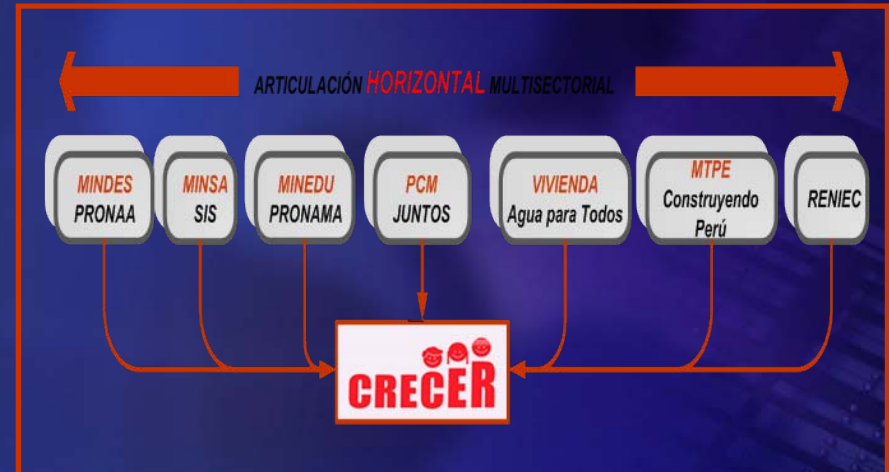 ARTICULACIÓN HORIZONTAL MULTISECTORIAL
MINDES
PRONAA
MINSA
SIS
MINEDU
PRONAMA
PCM
JUNTOS
VIVIENDA
Agua para Todos
MTPE
Construyendo
Perú
RENIEC
CRECER